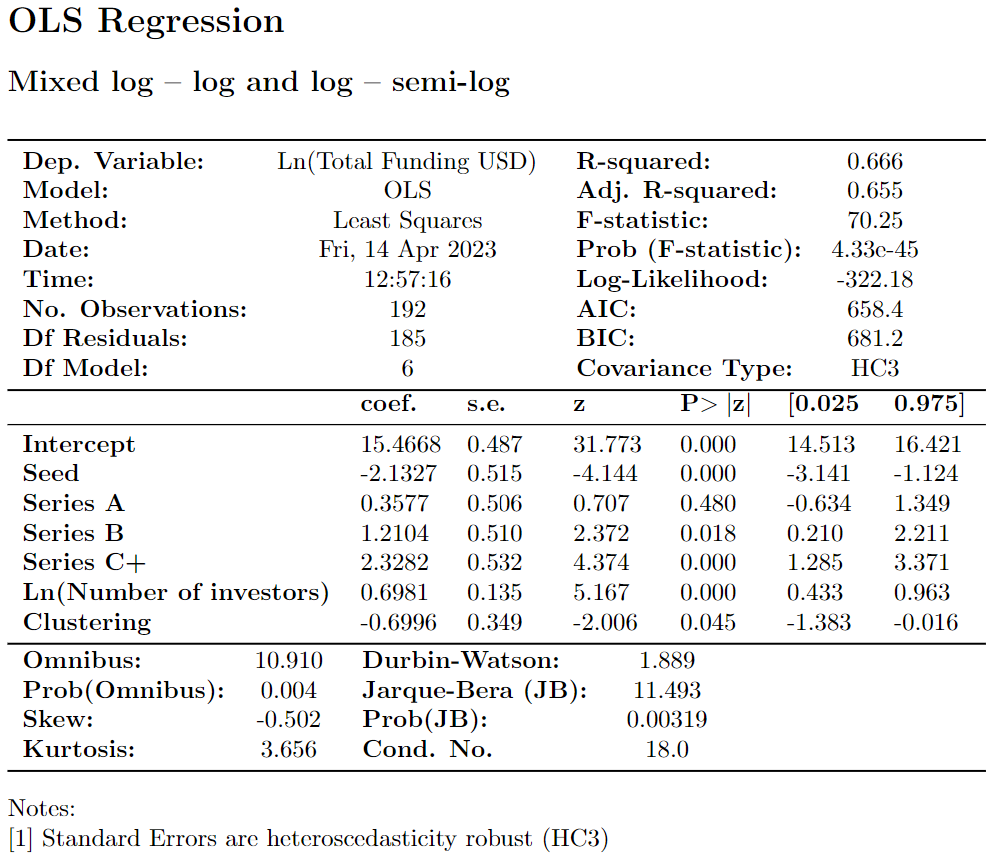 OLS Regression
Mixed log – log and log – semi-log
Dep. Variable: Ln(Total Funding USD) R-squared: 0.666
Model: OLS Adj. R-squared: 0.655
Method: Least Squares F-statistic: 70.25
Date: Fri, 14 Apr 2023 Prob (F-statistic): 4.33e-45
Time: 12:57:16 Log-Likelihood: -322.18
No. Observations: 192 AIC: 658.4
Df Residuals: 185 BIC: 681.2
Df Model: 6 Covariance Type: HC3
coef. s.e. z P> |z| [0.025 0.975]
Intercept 15.4668 0.487 31.773 0.000 14.513 16.421
Seed -2.1327 0.515 -4.144 0.000 -3.141 -1.124
Series A 0.3577 0.506 0.707 0.480 -0.634 1.349
Series B 1.2104 0.510 2.372 0.018 0.210 2.211
Series C+ 2.3282 0.532 4.374 0.000 1.285 3.371
Ln(Number of investors) 0.6981 0.135 5.167 0.000 0.433 0.963
Clustering -0.6996 0.349 -2.006 0.045 -1.383 -0.016
Omnibus: 10.910 Durbin-Watson: 1.889
Prob(Omnibus): 0.004 Jarque-Bera (JB): 11.493
Skew: -0.502 Prob(JB): 0.00319
Kurtosis: 3.656 Cond. No. 18.0
Notes:
[1] Standard Errors are heteroscedasticity robust (HC3)